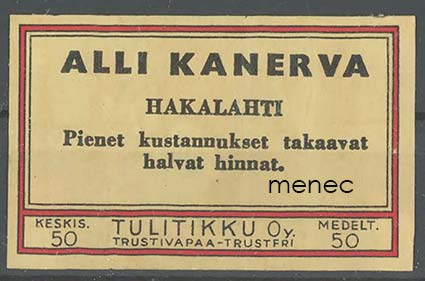 ALLI KANERVA
HAKALAHTI
Pienet kustannukset takaavat
halvat hinnat.
menec
KESKIS. 50
TULITIKKU Oy.
TRUSTIVAPAA-TRUSTFRI
MEDELT. 50